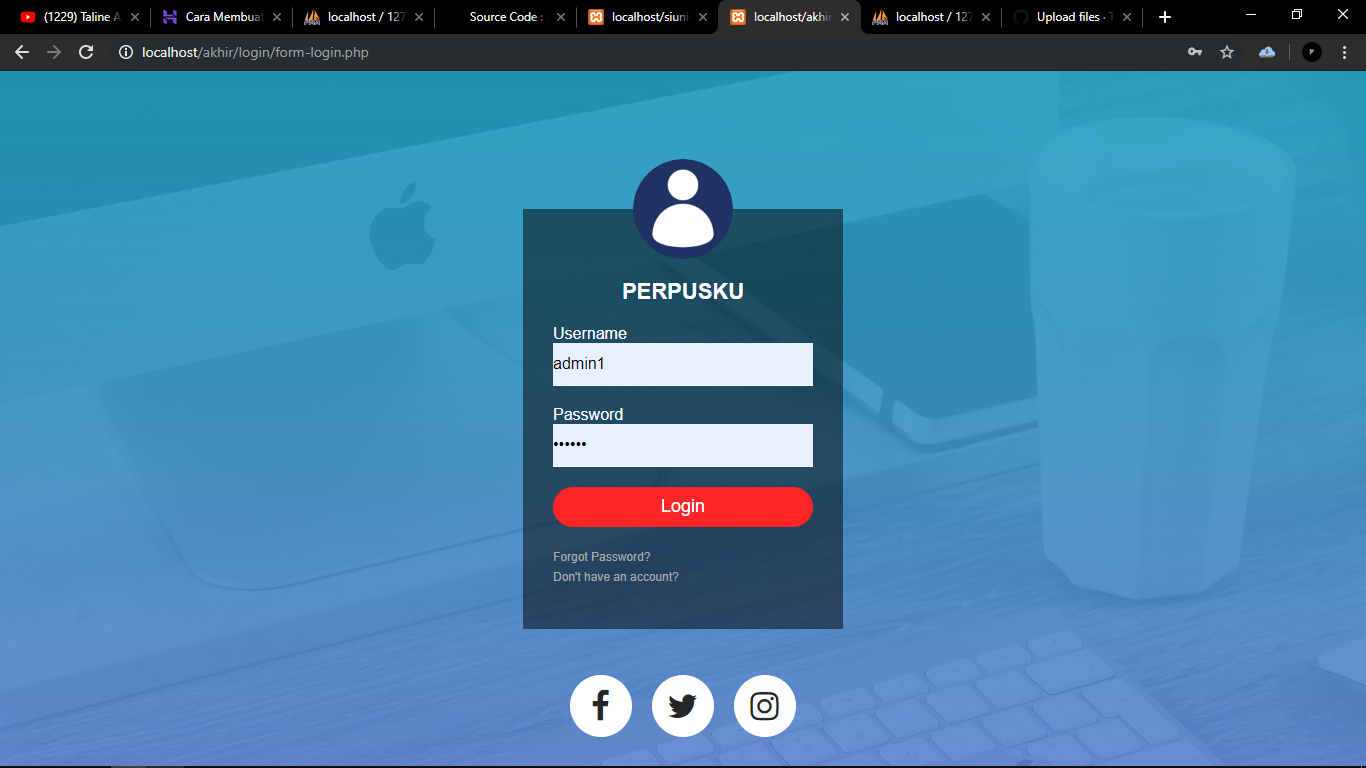 (1229) Taline A
Cara Membuat
localhost / 127
Source Code :
localhost/siuni
localhost/akhir
localhost / 127
Upload files · T
localhost/akhir/login/form-login.php
PERPUSKU
Username
admin1
Password
••••••
Login
Forgot Password?
Don't have an account?